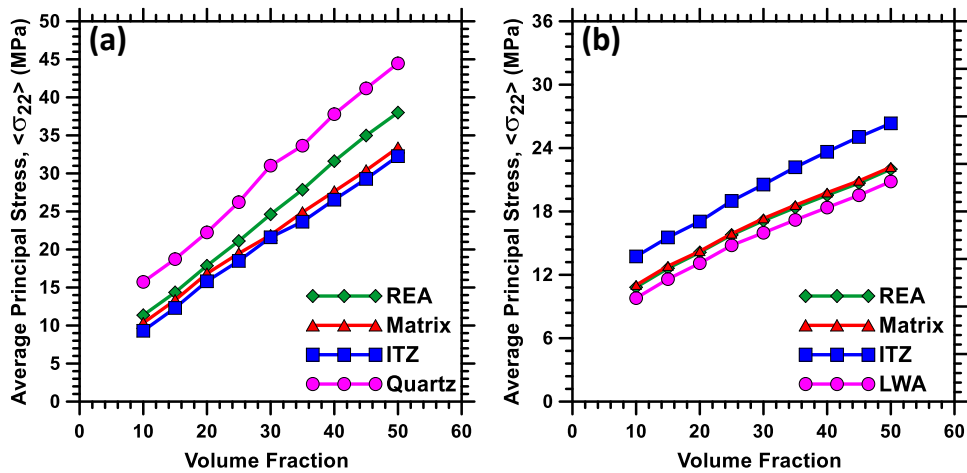 (a)
Average Principal Stress, <σ22> (MPa)
50
45
40
35
30
25
20
15
10
5
0
REA
Matrix
ITZ
Quartz
0 10 20 30 40 50 60
Volume Fraction
(b)
Average Principal Stress, <σ22> (MPa)
36
30
24
18
12
6
0
REA
Matrix
ITZ
LWA
0 10 20 30 40 50 60
Volume Fraction